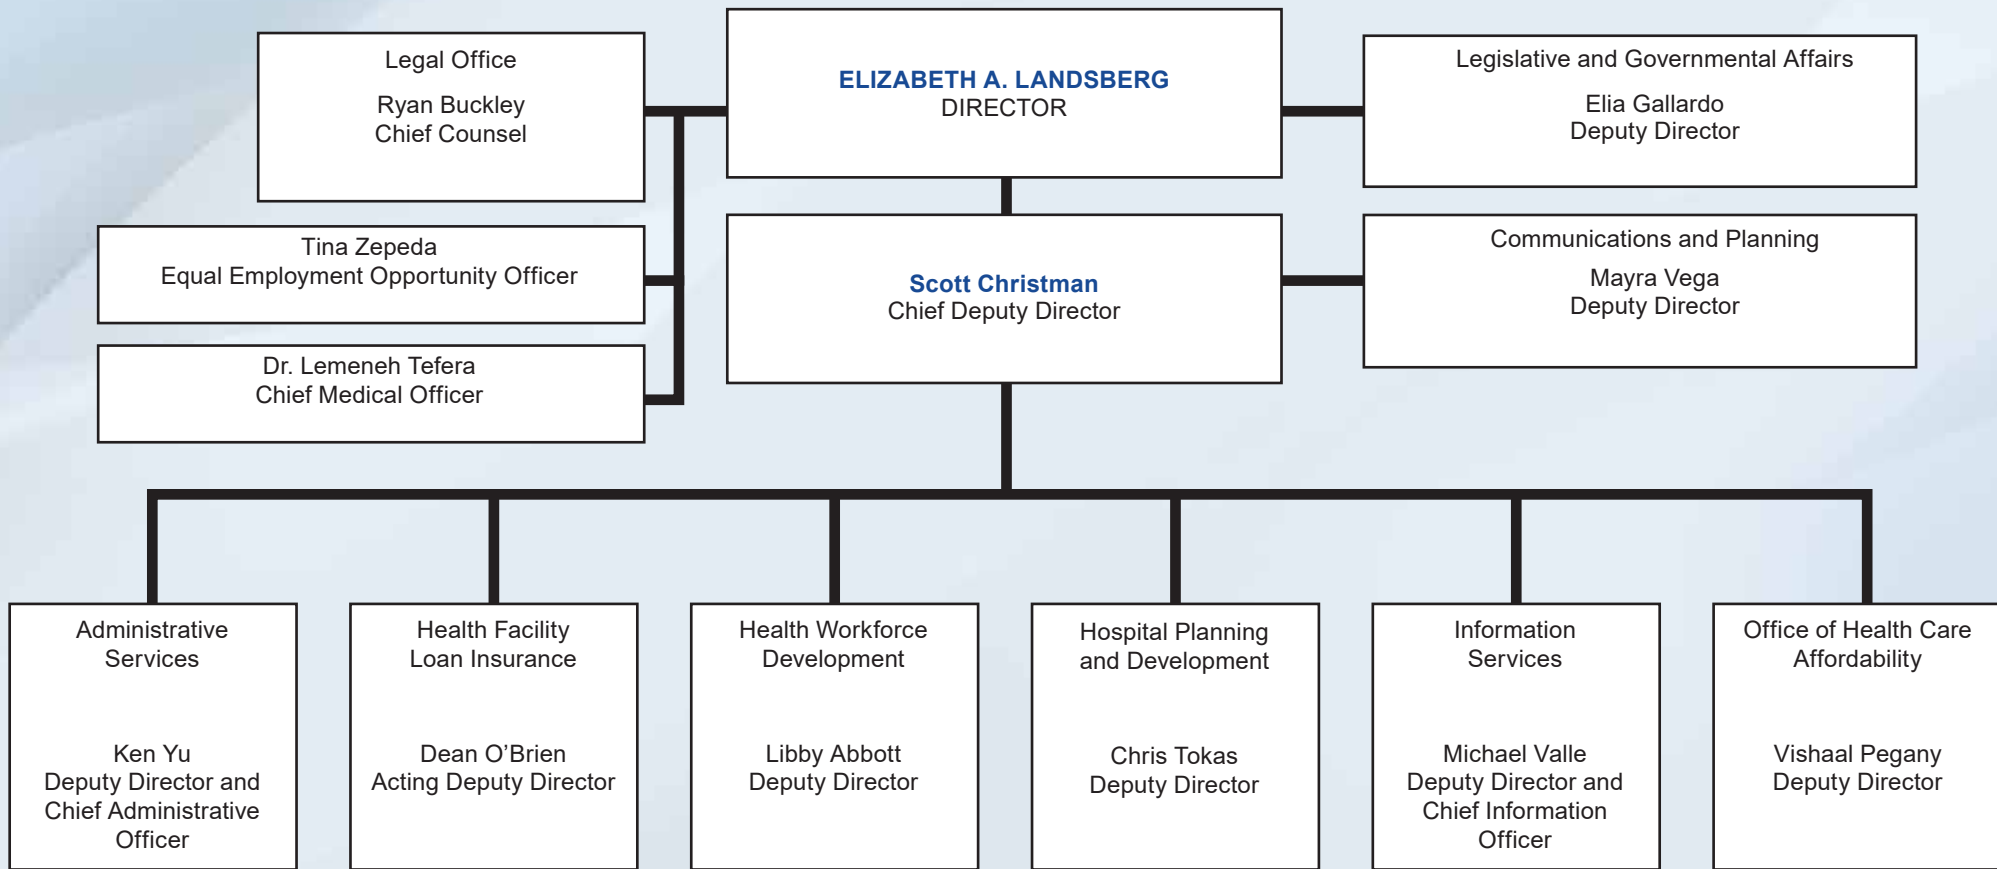 Legal Office
Ryan Buckley
Chief Counsel
ELIZABETH A. LANDSBERG
DIRECTOR
Legislative and Governmental Affairs
Elia Gallardo
Deputy Director
Tina Zepeda
Equal Employment Opportunity Officer
Scott Christman
Chief Deputy Director
Communications and Planning
Mayra Vega
Deputy Director
Dr. Lemeneh Tefera
Chief Medical Officer
Administrative
Services
Ken Yu
Deputy Director and
Chief Administrative
Officer
Health Facility
Loan Insurance
Dean O’Brien
Acting Deputy Director
Health Workforce
Development
Libby Abbott
Deputy Director
Hospital Planning
and Development
Chris Tokas
Deputy Director
Information
Services
Michael Valle
Deputy Director and
Chief Information
Officer
Office of Health Care
Affordability
Vishaal Pegany
Deputy Director